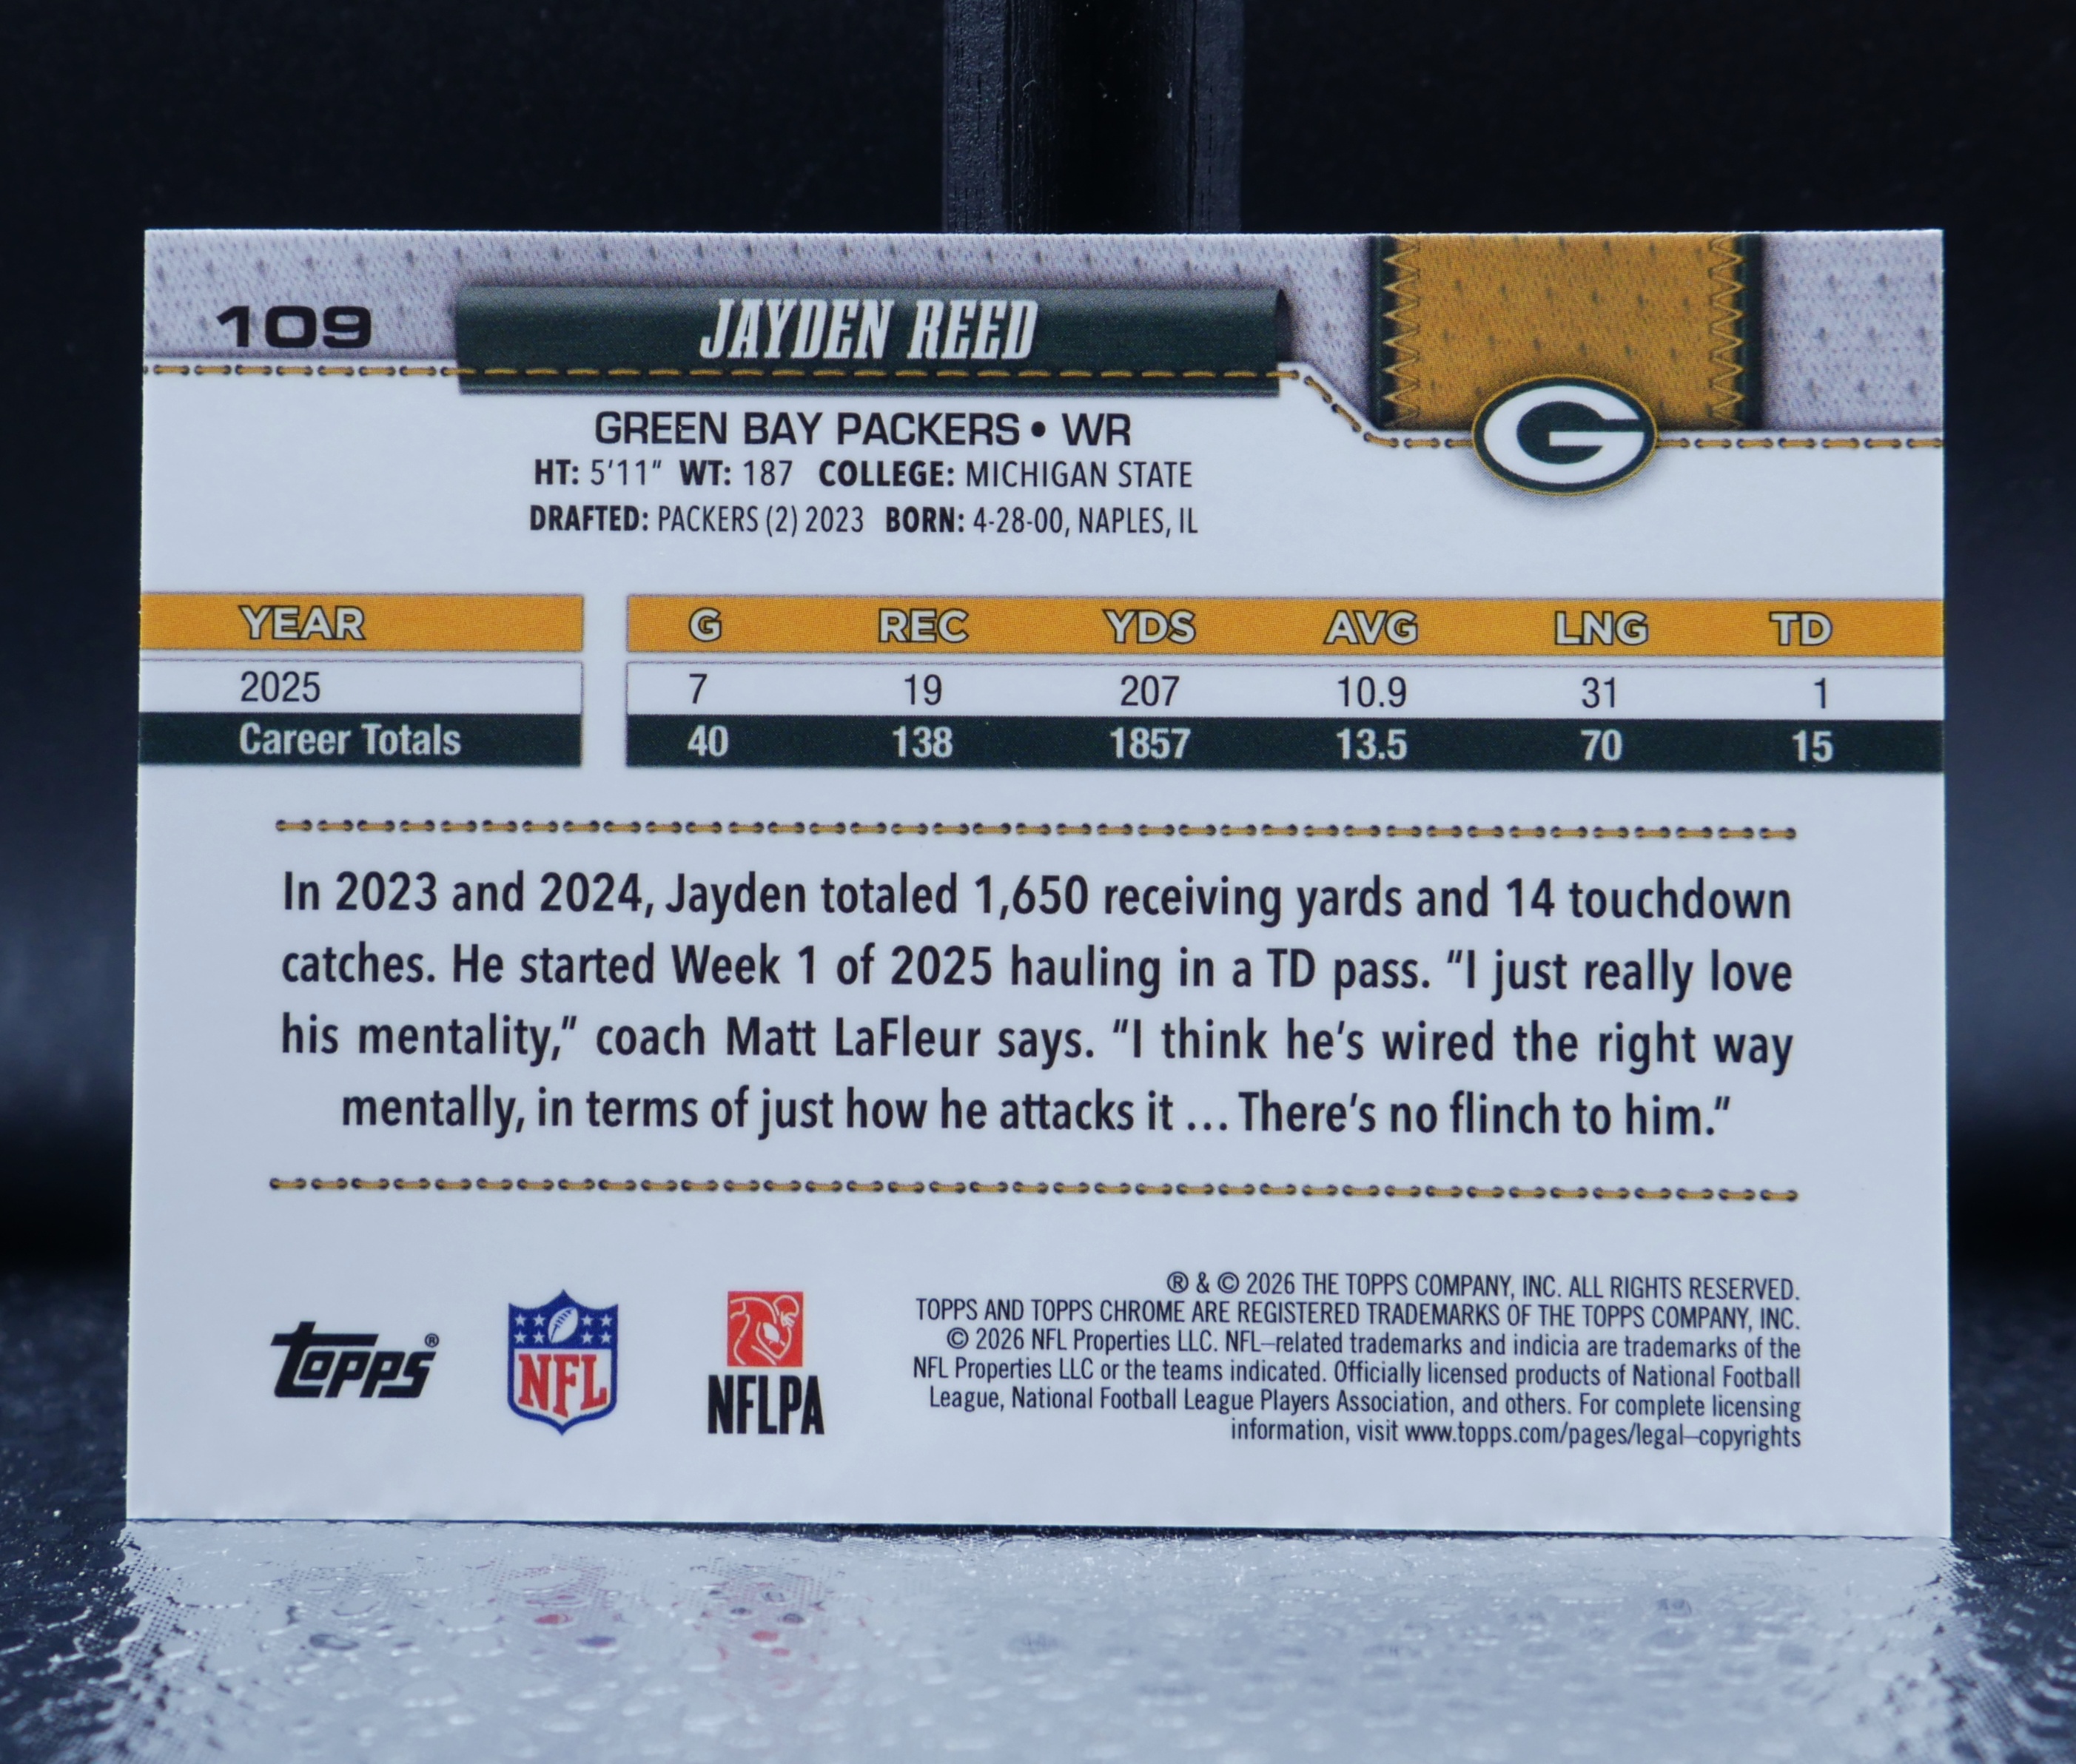 109
JAYDEN REED
G
GREEN BAY PACKERS • WR
HT: 5'11" WT: 187 COLLEGE: MICHIGAN STATE
DRAFTED: PACKERS (2) 2023 BORN: 4-28-00, NAPLES, IL
YEAR G REC YDS AVG LNG TD
2025 7 19 207 10.9 31 1
Career Totals 40 138 1857 13.5 70 15
In 2023 and 2024, Jayden totaled 1,650 receiving yards and 14 touchdown
catches. He started Week 1 of 2025 hauling in a TD pass. “I just really love
his mentality,” coach Matt LaFleur says. “I think he’s wired the right way
mentally, in terms of just how he attacks it ... There’s no flinch to him.”
Topps®
NFL
NFLPA
® & © 2026 THE TOPPS COMPANY, INC. ALL RIGHTS RESERVED.
TOPPS AND TOPPS CHROME ARE REGISTERED TRADEMARKS OF THE TOPPS COMPANY, INC.
© 2026 NFL Properties LLC. NFL–related trademarks and indicia are trademarks of the
NFL Properties LLC or the teams indicated. Officially licensed products of National Football
League, National Football League Players Association, and others. For complete licensing
information, visit www.topps.com/pages/legal–copyrights